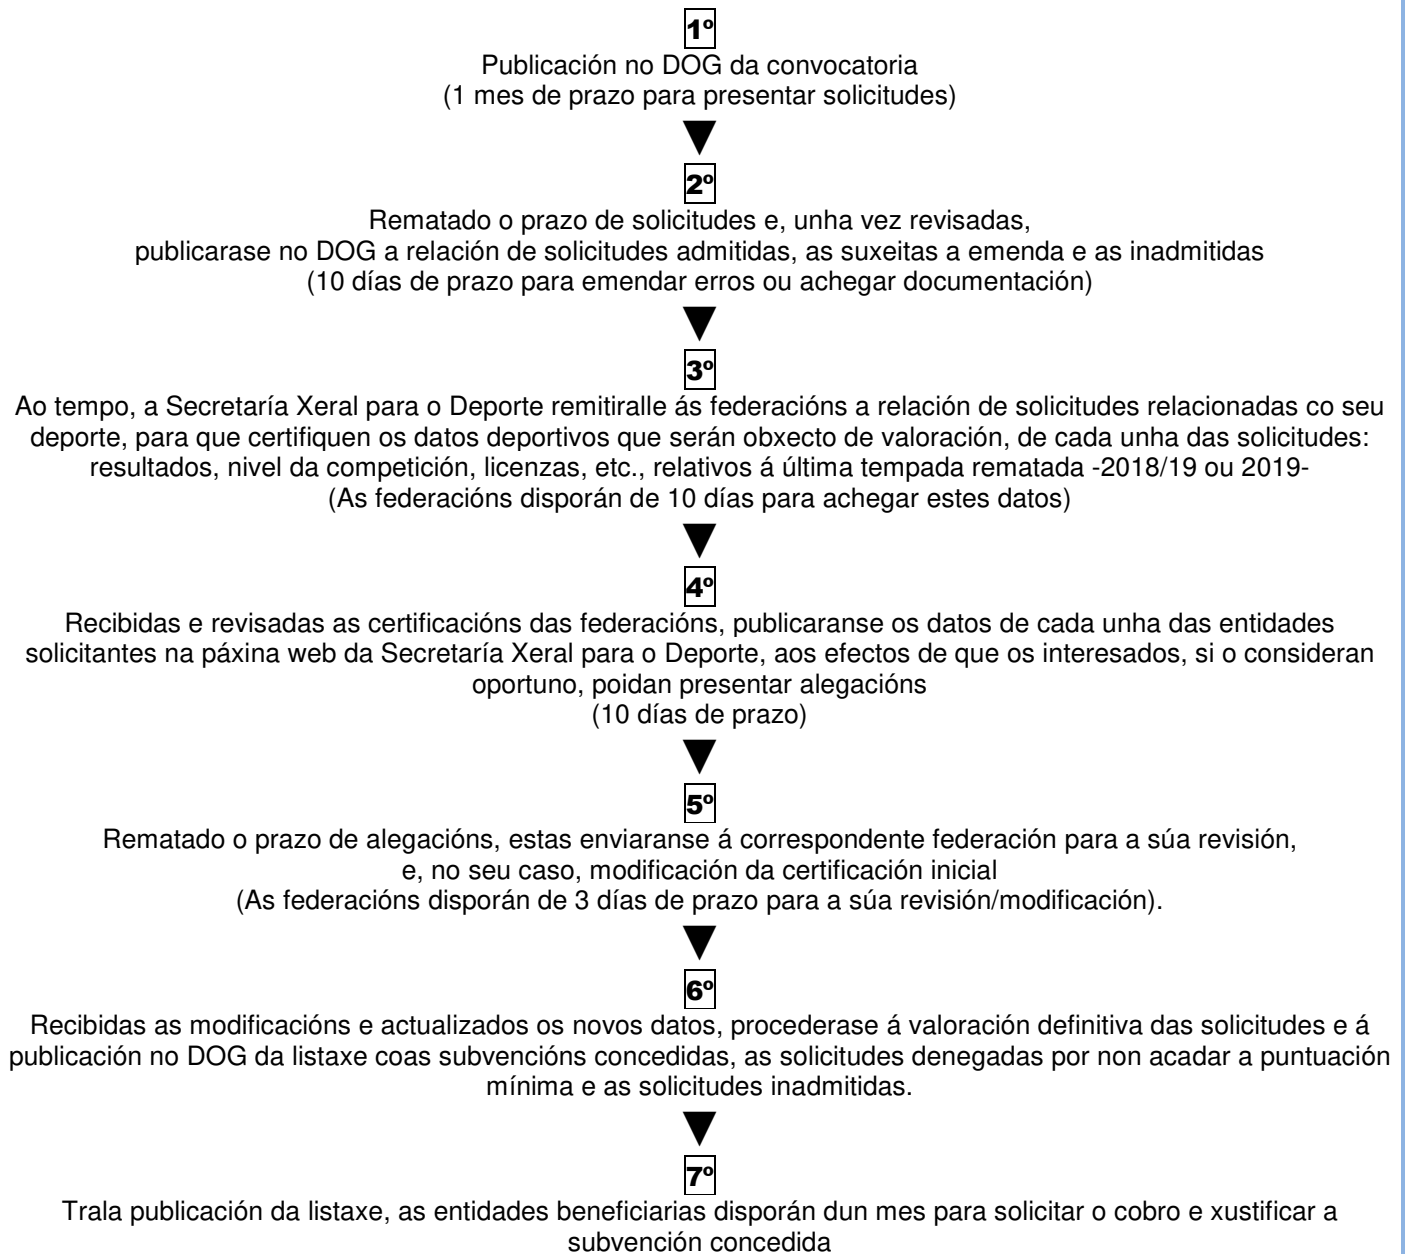 1º
Publicación no DOG da convocatoria
(1 mes de prazo para presentar solicitudes)
2º
Rematado o prazo de solicitudes e, unha vez revisadas,
publicarase no DOG a relación de solicitudes admitidas, as suxeitas a emenda e as inadmitidas
(10 días de prazo para emendar erros ou achegar documentación)
3º
Ao tempo, a Secretaría Xeral para o Deporte remitiralle ás federacións a relación de solicitudes relacionadas co seu
deporte, para que certifiquen os datos deportivos que serán obxecto de valoración, de cada unha das solicitudes:
resultados, nivel da competición, licenzas, etc., relativos á última tempada rematada -2018/19 ou 2019-
(As federacións disporán de 10 días para achegar estes datos)
4º
Recibidas e revisadas as certificacións das federacións, publicaranse os datos de cada unha das entidades
solicitantes na páxina web da Secretaría Xeral para o Deporte, aos efectos de que os interesados, si o consideran
oportuno, poidan presentar alegacións
(10 días de prazo)
5º
Rematado o prazo de alegacións, estas enviaranse á correspondente federación para a súa revisión,
e, no seu caso, modificación da certificación inicial
(As federacións disporán de 3 días de prazo para a súa revisión/modificación).
6º
Recibidas as modificacións e actualizados os novos datos, procederase á valoración definitiva das solicitudes e á
publicación no DOG da listaxe coas subvencións concedidas, as solicitudes denegadas por non acadar a puntuación
mínima e as solicitudes inadmitidas.
7º
Trala publicación da listaxe, as entidades beneficiarias disporán dun mes para solicitar o cobro e xustificar a
subvención concedida